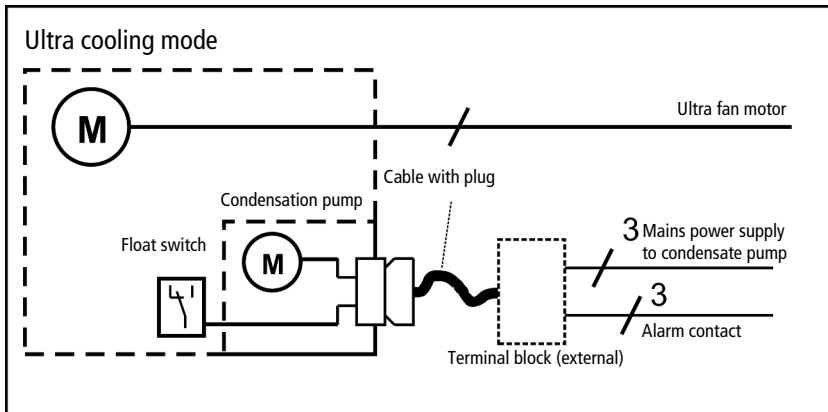 Ultra cooling mode
M
Ultra fan motor
Cable with plug
Condensation pump
Float switch
M
3 Mains power supply
to condensate pump
3
Alarm contact
Terminal block (external)